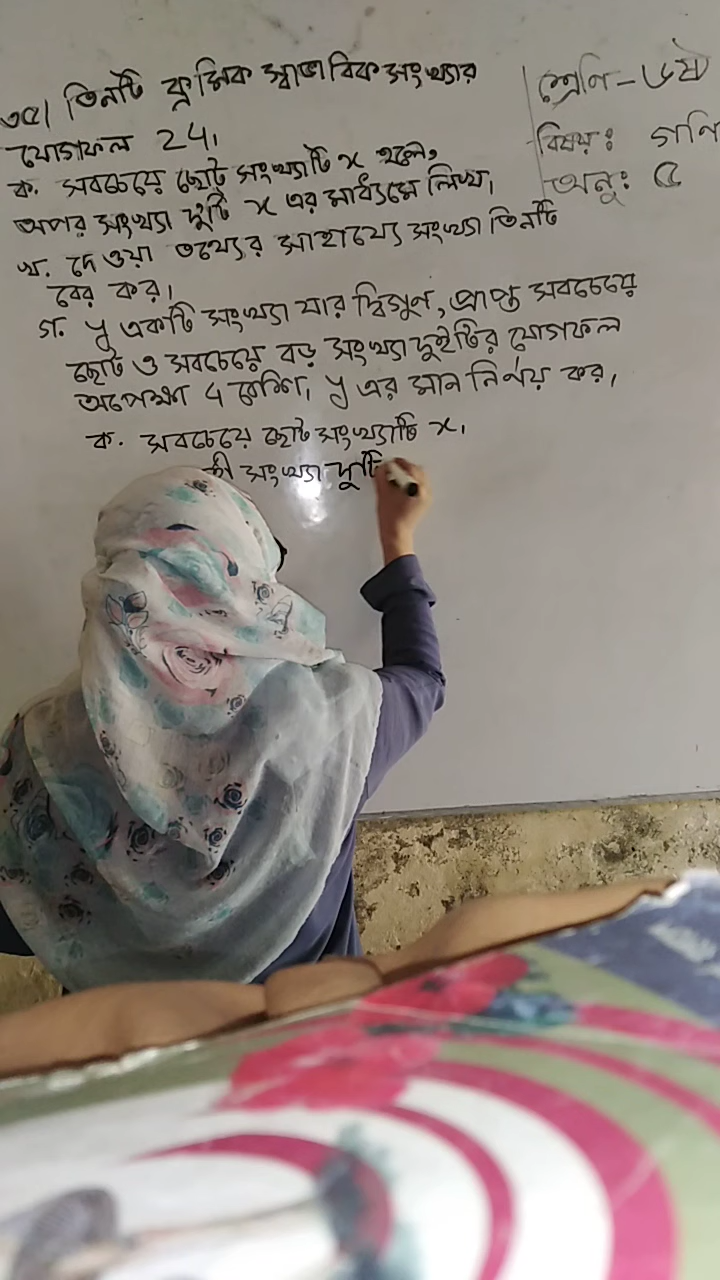 ৩৫। তিনটি ক্রমিক স্বাভাবিক সংখ্যার
যোগফল 24।
ক. সবচেয়ে ছোট সংখ্যাটি x হলে,
অপর সংখ্যা দুটি x এর মাধ্যমে লিখ।
খ. দেওয়া তথ্যের সাহায্যে সংখ্যা তিনটি
বের কর।
গ. y একটি সংখ্যা যার দ্বিগুণ, প্রাপ্ত সবচেয়ে
ছোট ও সবচেয়ে বড় সংখ্যা দুইটির যোগফল
অপেক্ষা 4 বেশি। y এর মান নির্ণয় কর।
ক. সবচেয়ে ছোট সংখ্যাটি x।
সংখ্যা দুটি
শ্রেণি - ৬ষ্ঠ
বিষয়ঃ গণি
অনুঃ ৫